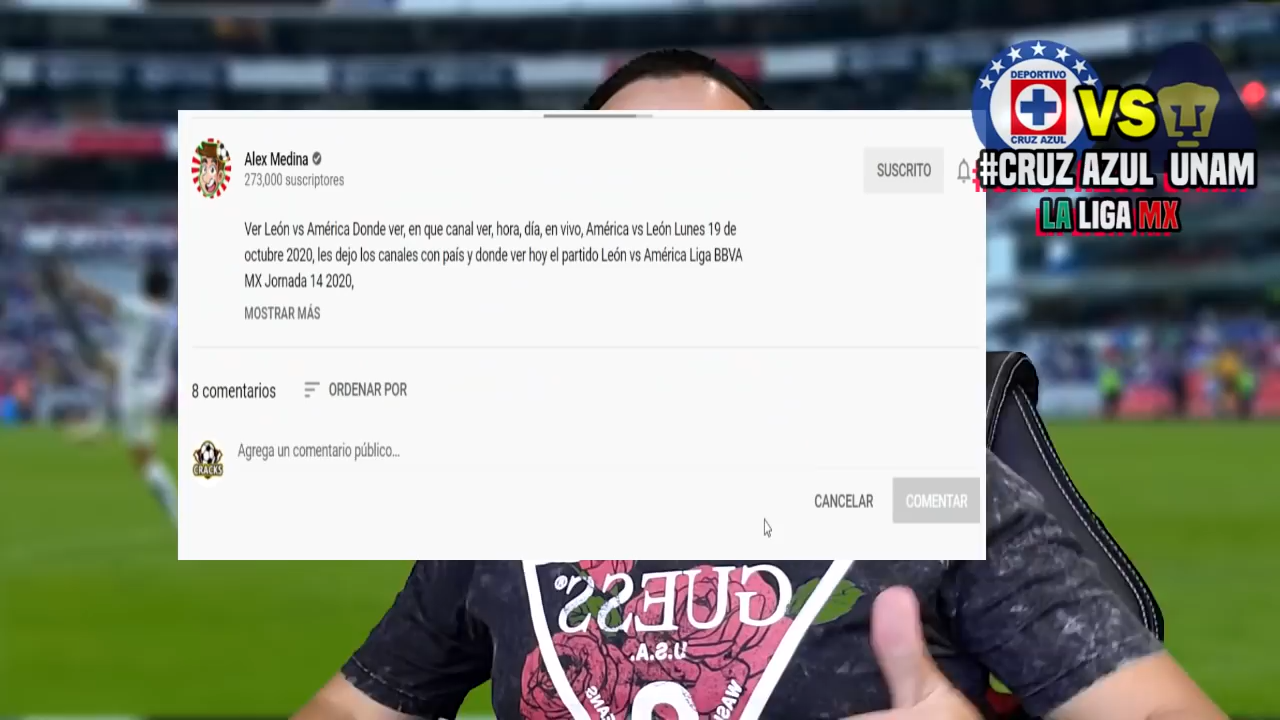 DEPORTIVO
CRUZ AZUL
VS
#CRUZ AZUL UNAM
LA LIGA MX
Alex Medina
273,000 suscriptores
SUSCRITO
Ver León vs América Donde ver, en que canal ver, hora, día, en vivo, América vs León Lunes 19 de
octubre 2020, les dejo los canales con país y donde ver hoy el partido León vs América Liga BBVA
MX Jornada 14 2020,
MOSTRAR MÁS
8 comentarios
ORDENAR POR
CRACKS
Agrega un comentario público...
CANCELAR
COMENTAR
GUESS®
U.S.A.